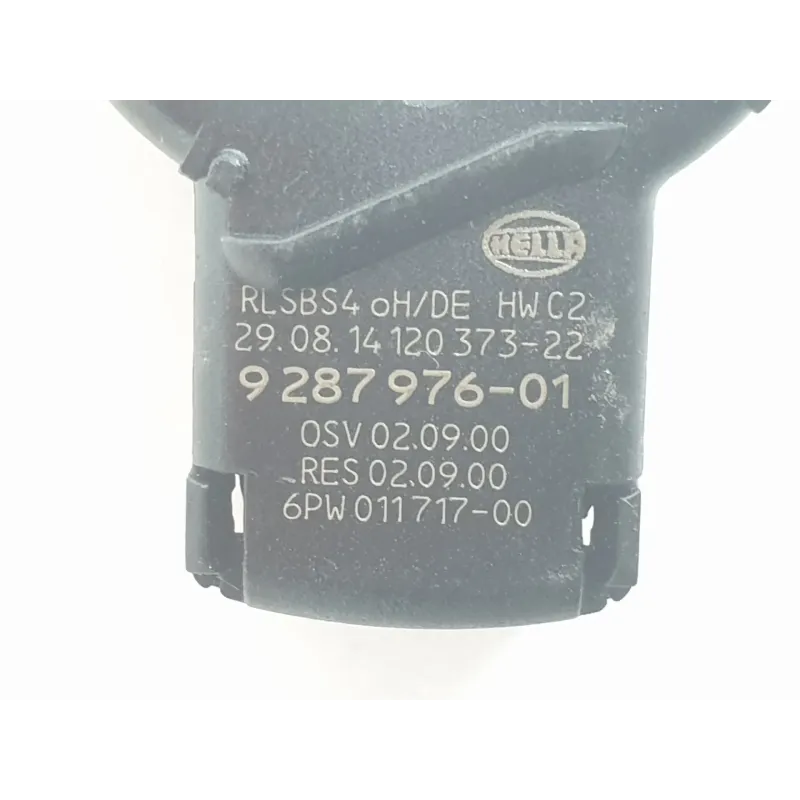 HELLA
RLSBS4 oH/DE HW C2
29.08.14 120 373-22
9 287 976-01
OSV 02.09.00
RES 02.09.00
6PW 011 717-00